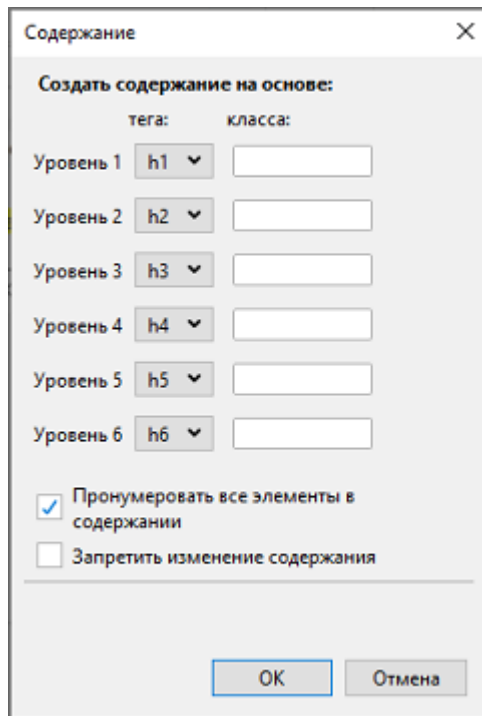 Содержание
Создать содержание на основе:
тега: класса:
Уровень 1 h1
Уровень 2 h2
Уровень 3 h3
Уровень 4 h4
Уровень 5 h5
Уровень 6 h6
Пронумеровать все элементы в
содержании
Запретить изменение содержания
OK Отмена